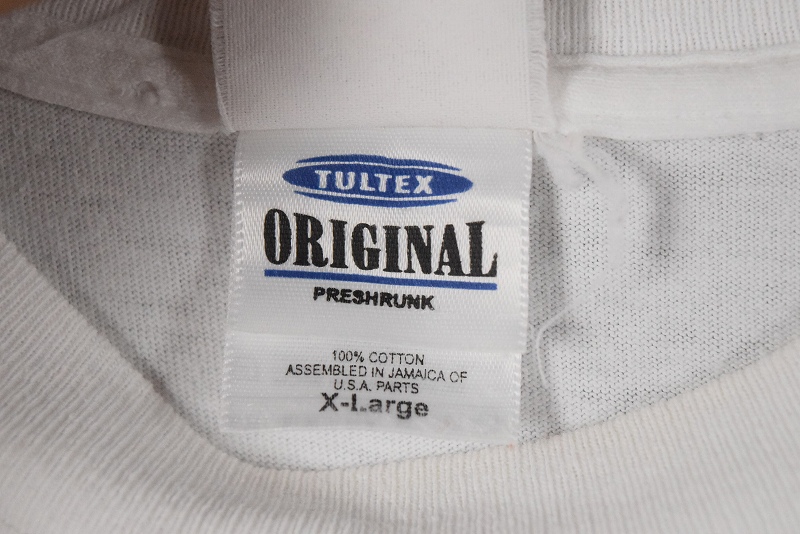 TULTEX
ORIGINAL
PRESHRUNK
100% COTTON
ASSEMBLED IN JAMAICA OF
U.S.A. PARTS
X-Large